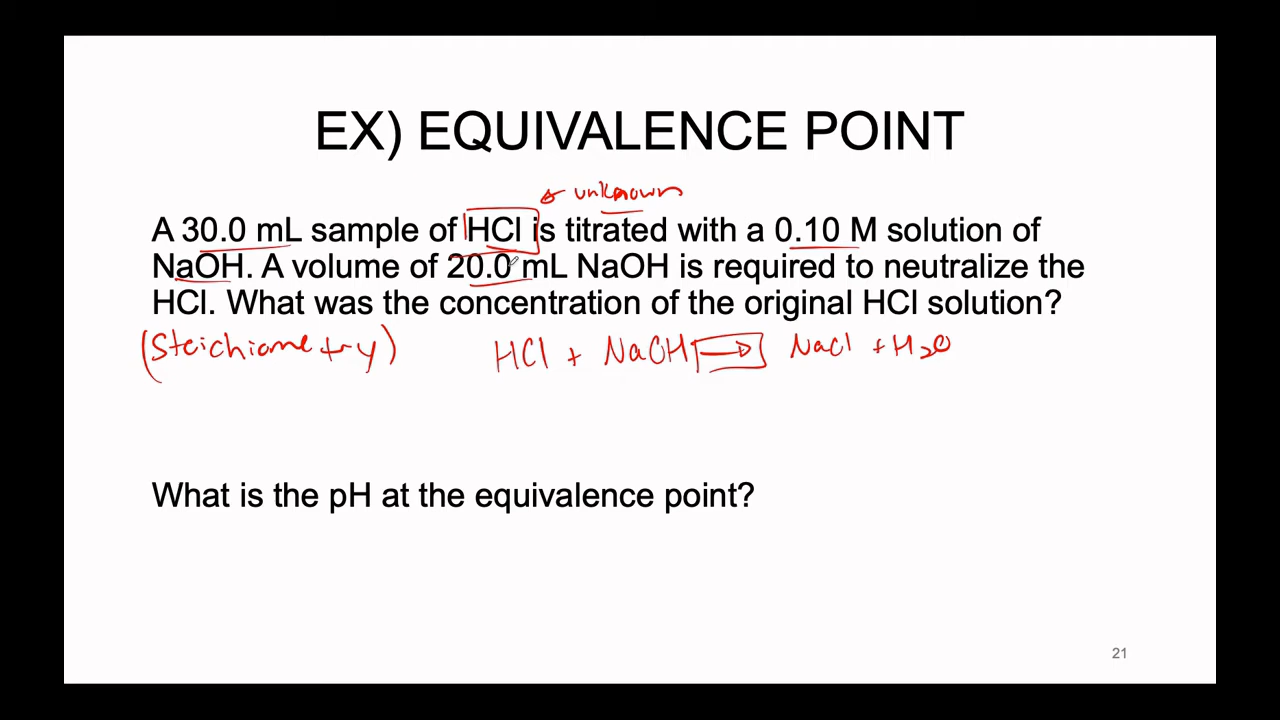 EX) EQUIVALENCE POINT
unknown
A 30.0 mL sample of HCl is titrated with a 0.10 M solution of
NaOH. A volume of 20.0 mL NaOH is required to neutralize the
HCl. What was the concentration of the original HCl solution?
(Stoichiometry) HCl + NaOH → NaCl + H2O
What is the pH at the equivalence point?
21